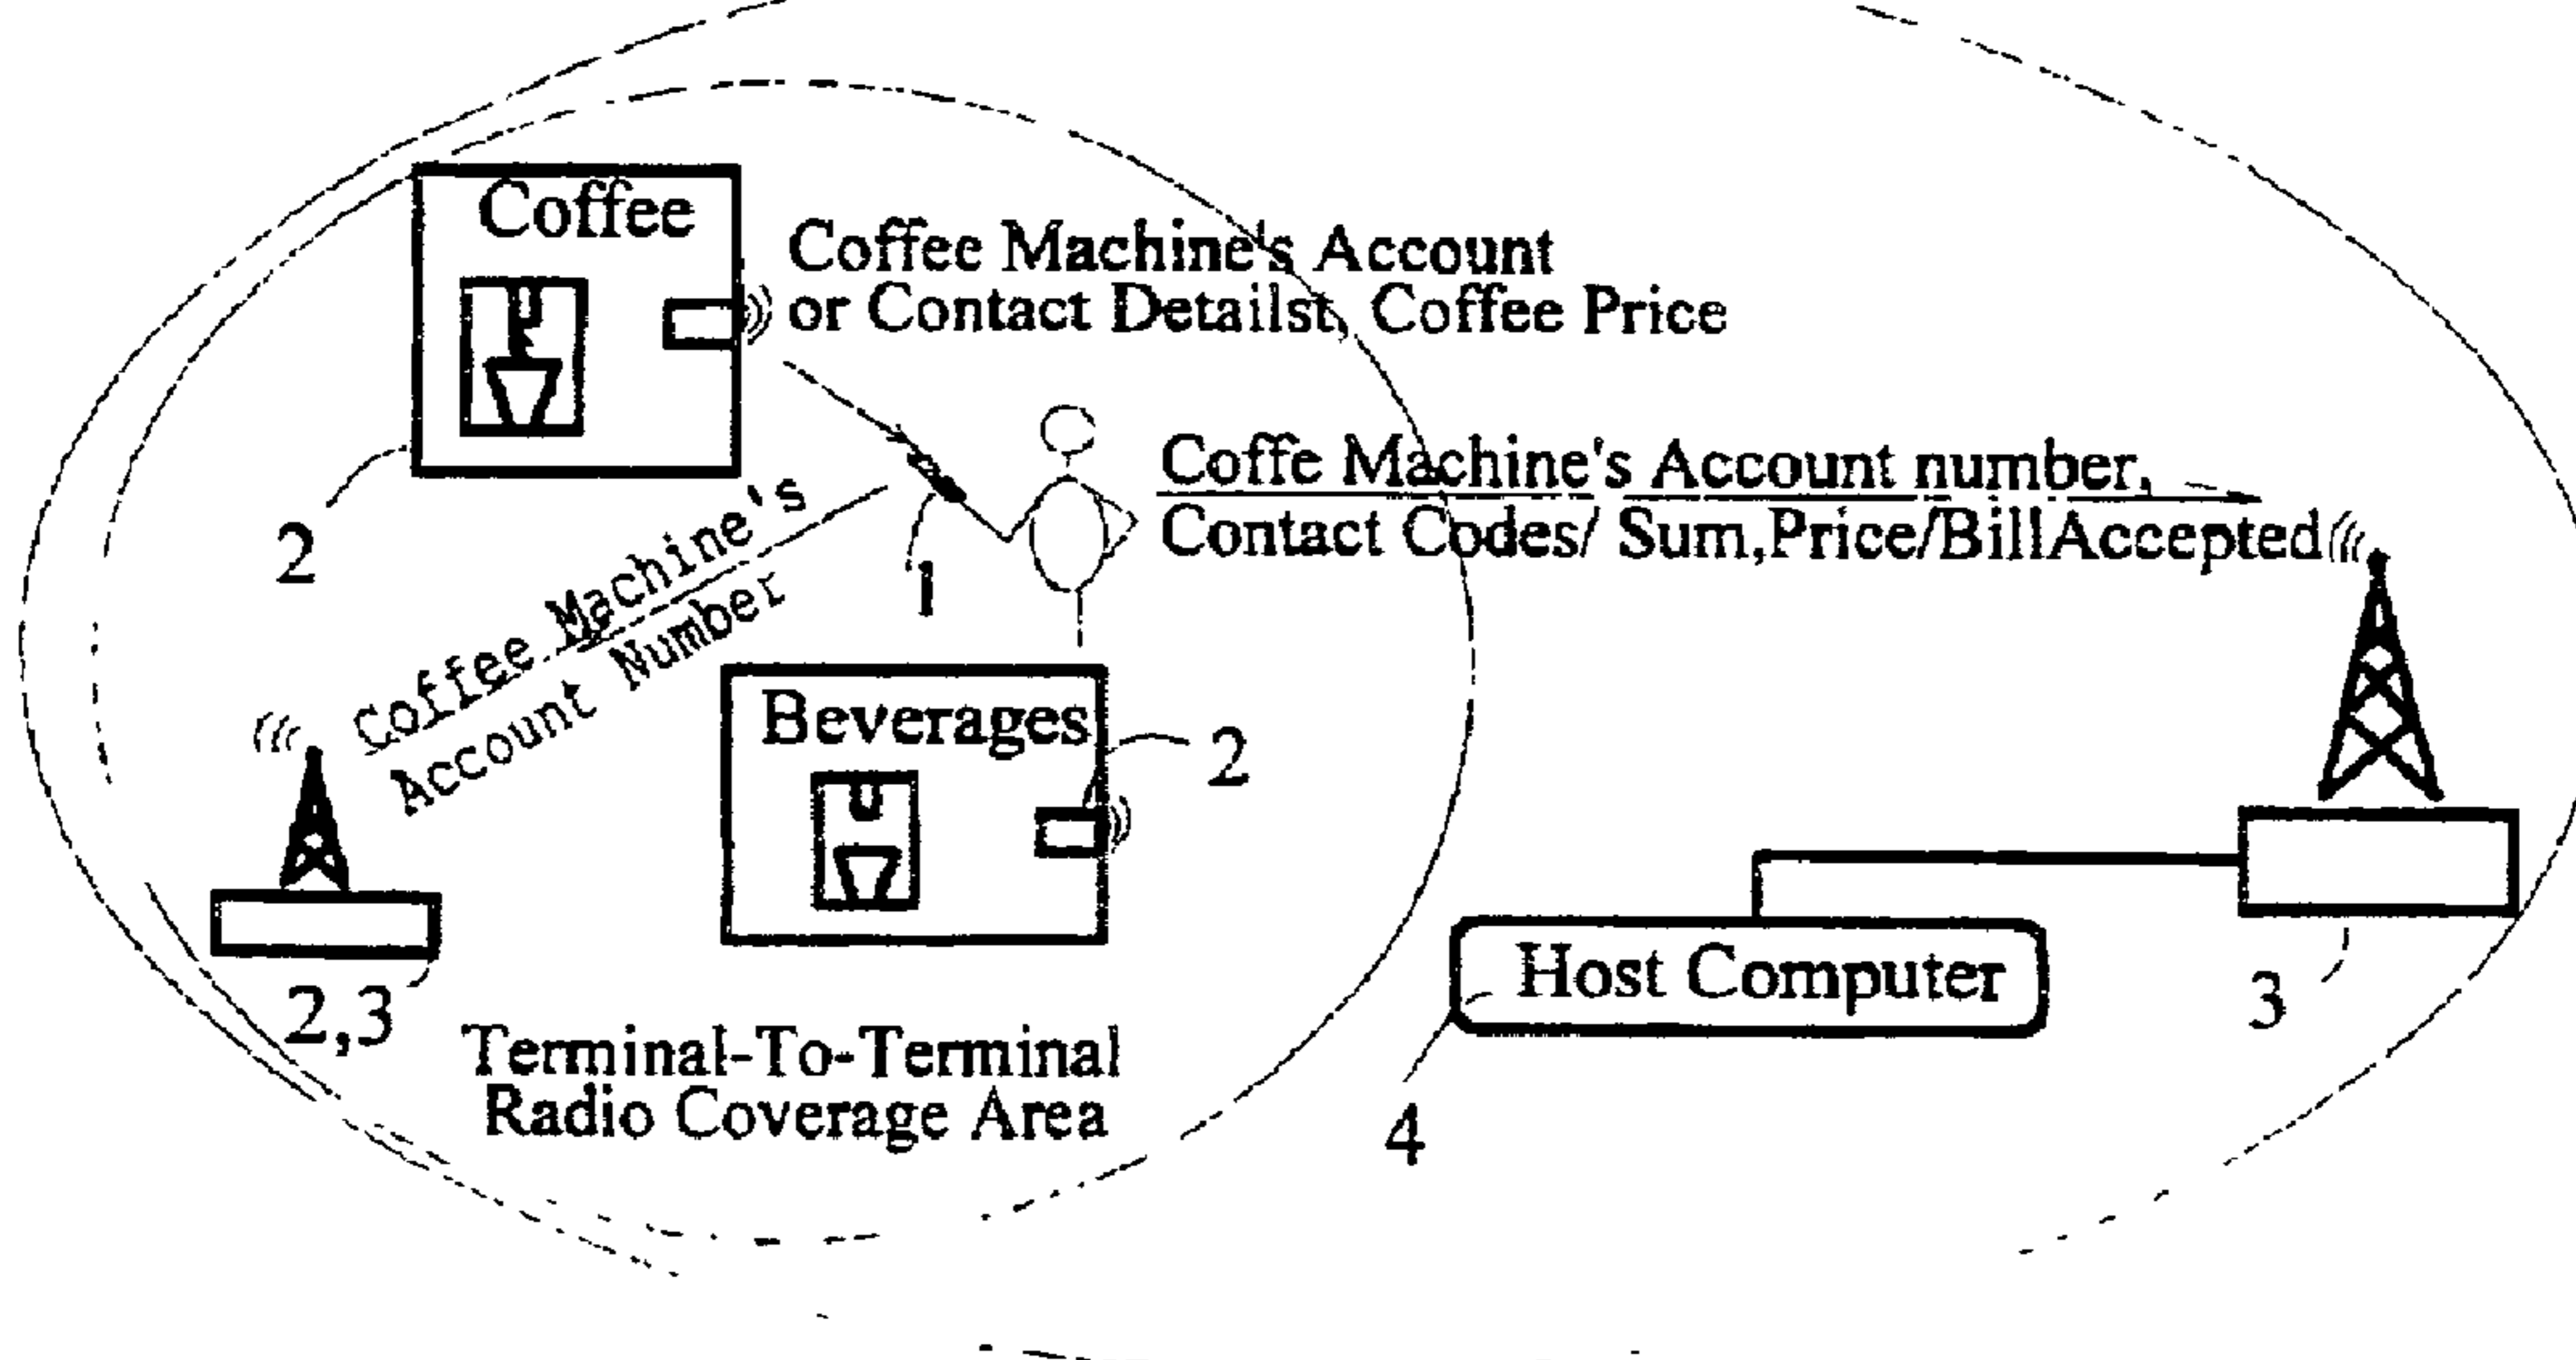 Coffee
Coffee Machine's Account
or Contact Detailst, Coffee Price
Coffe Machine's Account number,
Contact Codes/ Sum,Price/BillAccepted
2
1
Coffee Machine's
Account Number
Beverages
2
2,3
Host Computer
3
Terminal-To-Terminal
Radio Coverage Area
4